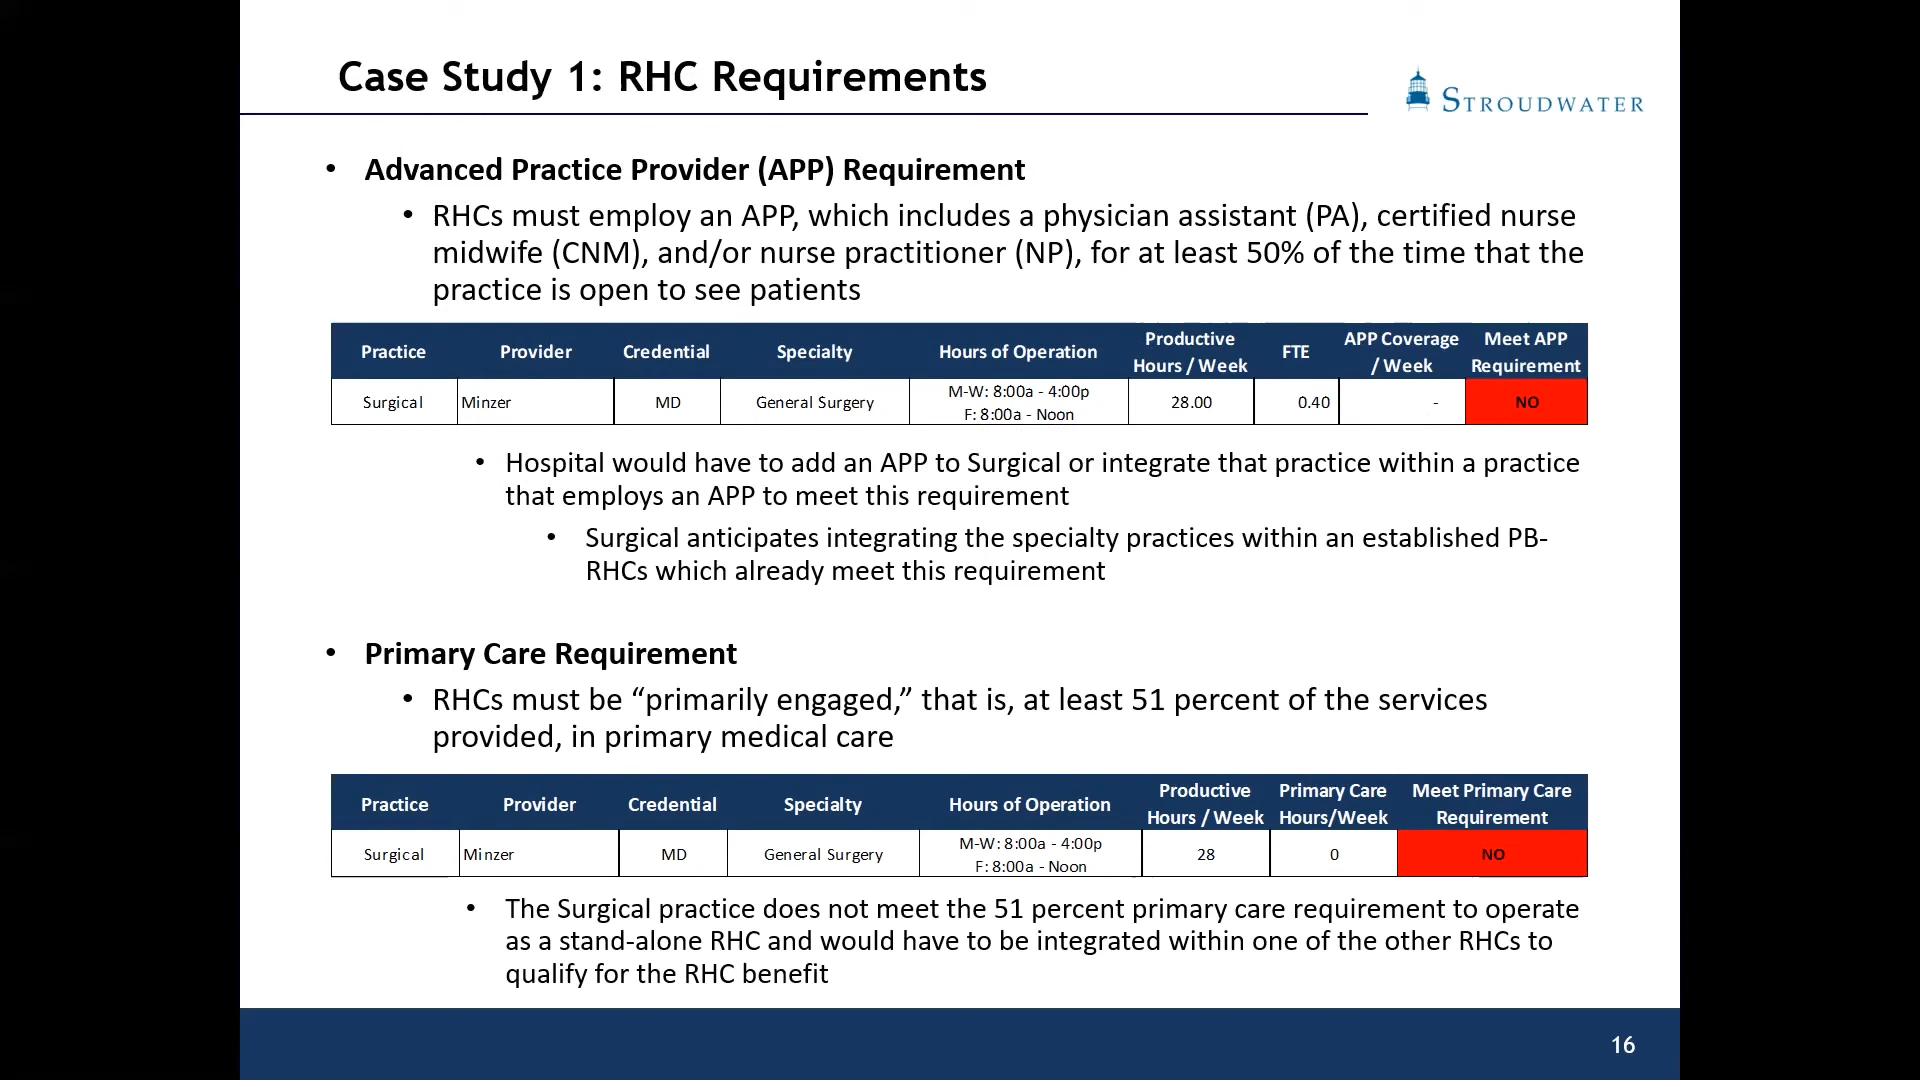 Case Study 1: RHC Requirements
STROUDWATER
• Advanced Practice Provider (APP) Requirement
• RHCs must employ an APP, which includes a physician assistant (PA), certified nurse
midwife (CNM), and/or nurse practitioner (NP), for at least 50% of the time that the
practice is open to see patients
Practice Provider Credential Specialty Hours of Operation Productive Hours / Week FTE APP Coverage / Week Meet APP Requirement
Surgical Minzer MD General Surgery M-W: 8:00a - 4:00p F: 8:00a - Noon 28.00 0.40 - NO
• Hospital would have to add an APP to Surgical or integrate that practice within a practice
that employs an APP to meet this requirement
• Surgical anticipates integrating the specialty practices within an established PB-
RHCs which already meet this requirement
• Primary Care Requirement
• RHCs must be “primarily engaged,” that is, at least 51 percent of the services
provided, in primary medical care
Practice Provider Credential Specialty Hours of Operation Productive Hours / Week Primary Care Hours/Week Meet Primary Care Requirement
Surgical Minzer MD General Surgery M-W: 8:00a - 4:00p F: 8:00a - Noon 28 0 NO
• The Surgical practice does not meet the 51 percent primary care requirement to operate
as a stand-alone RHC and would have to be integrated within one of the other RHCs to
qualify for the RHC benefit
16